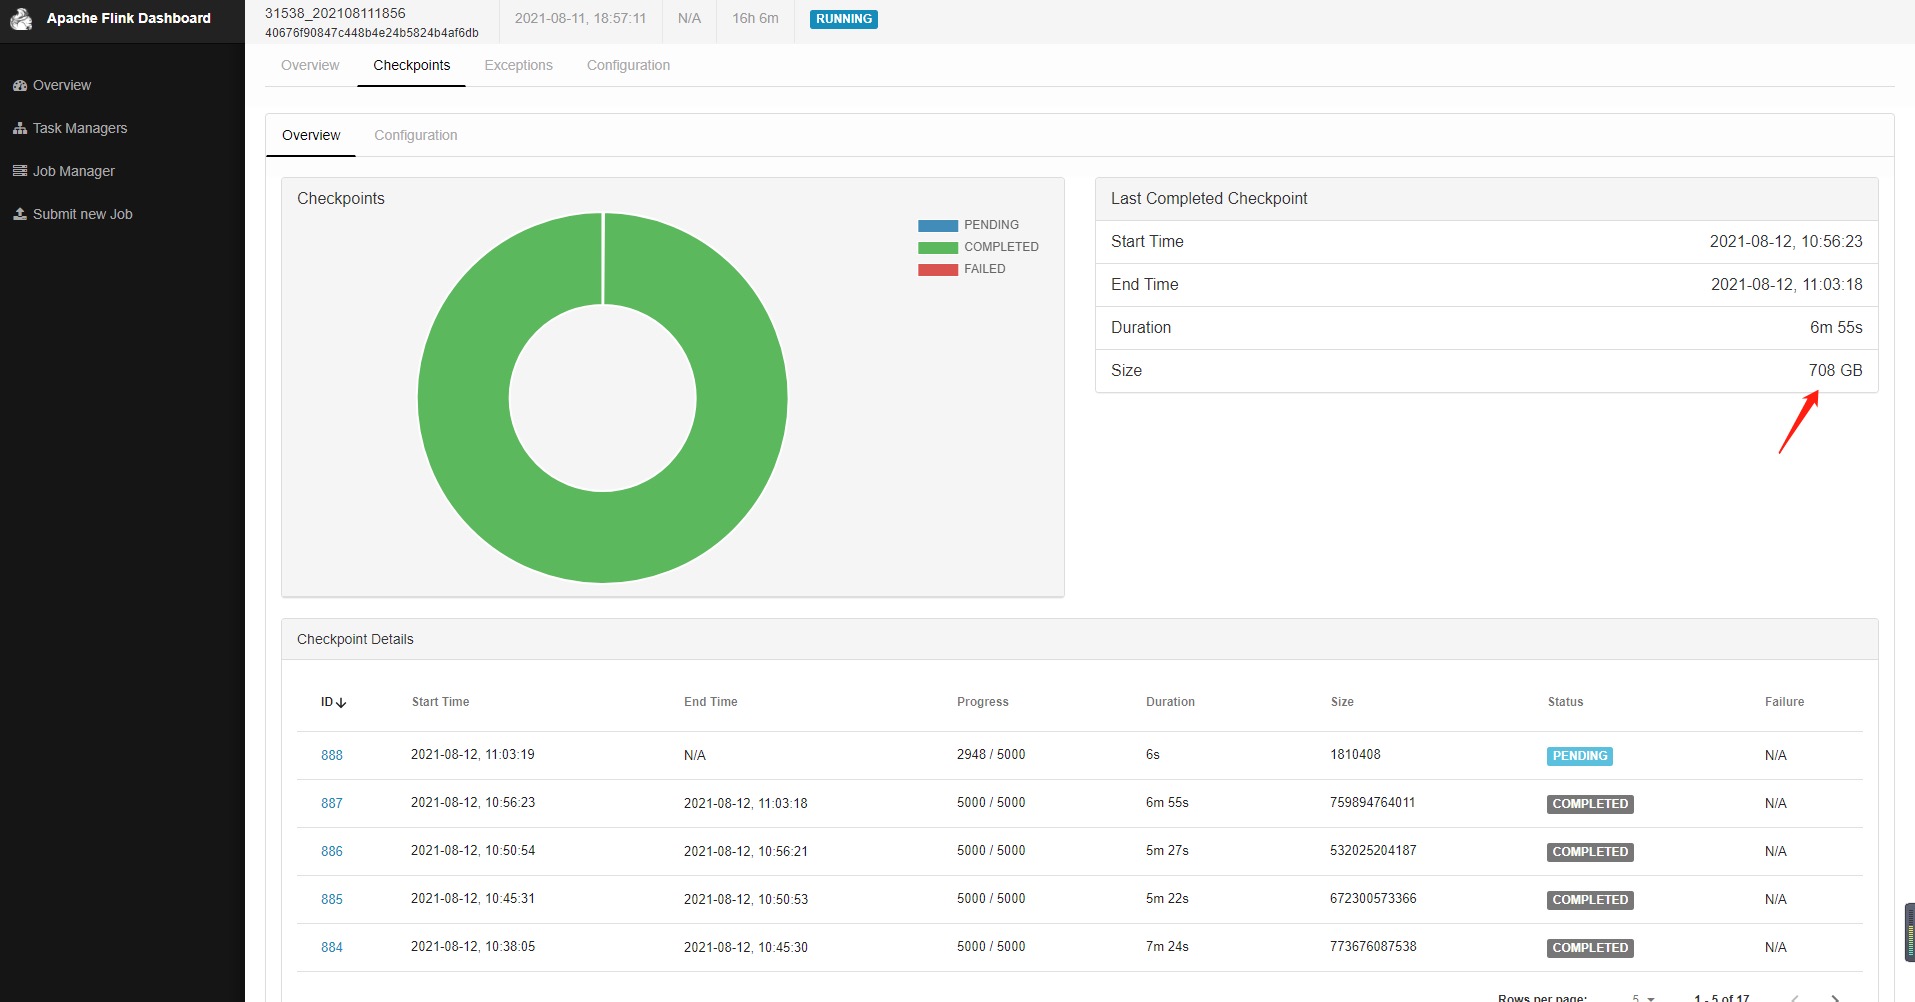 Apache Flink Dashboard
31538_202108111856
40676f90847c448b4e24b5824b4af6db
2021-08-11, 18:57:11
N/A
16h 6m
RUNNING
Overview
Task Managers
Job Manager
Submit new Job
Overview Checkpoints Exceptions Configuration
Overview Configuration
Checkpoints
PENDING
COMPLETED
FAILED
Last Completed Checkpoint
Start Time 2021-08-12, 10:56:23
End Time 2021-08-12, 11:03:18
Duration 6m 55s
Size 708 GB
Checkpoint Details
ID Start Time End Time Progress Duration Size Status Failure
888 2021-08-12, 11:03:19 N/A 2948 / 5000 6s 1810408 PENDING N/A
887 2021-08-12, 10:56:23 2021-08-12, 11:03:18 5000 / 5000 6m 55s 759894764011 COMPLETED N/A
886 2021-08-12, 10:50:54 2021-08-12, 10:56:21 5000 / 5000 5m 27s 532025204187 COMPLETED N/A
885 2021-08-12, 10:45:31 2021-08-12, 10:50:53 5000 / 5000 5m 22s 672300573366 COMPLETED N/A
884 2021-08-12, 10:38:05 2021-08-12, 10:45:30 5000 / 5000 7m 24s 773676087538 COMPLETED N/A
Rows per page: 5 1 - 5 of 17